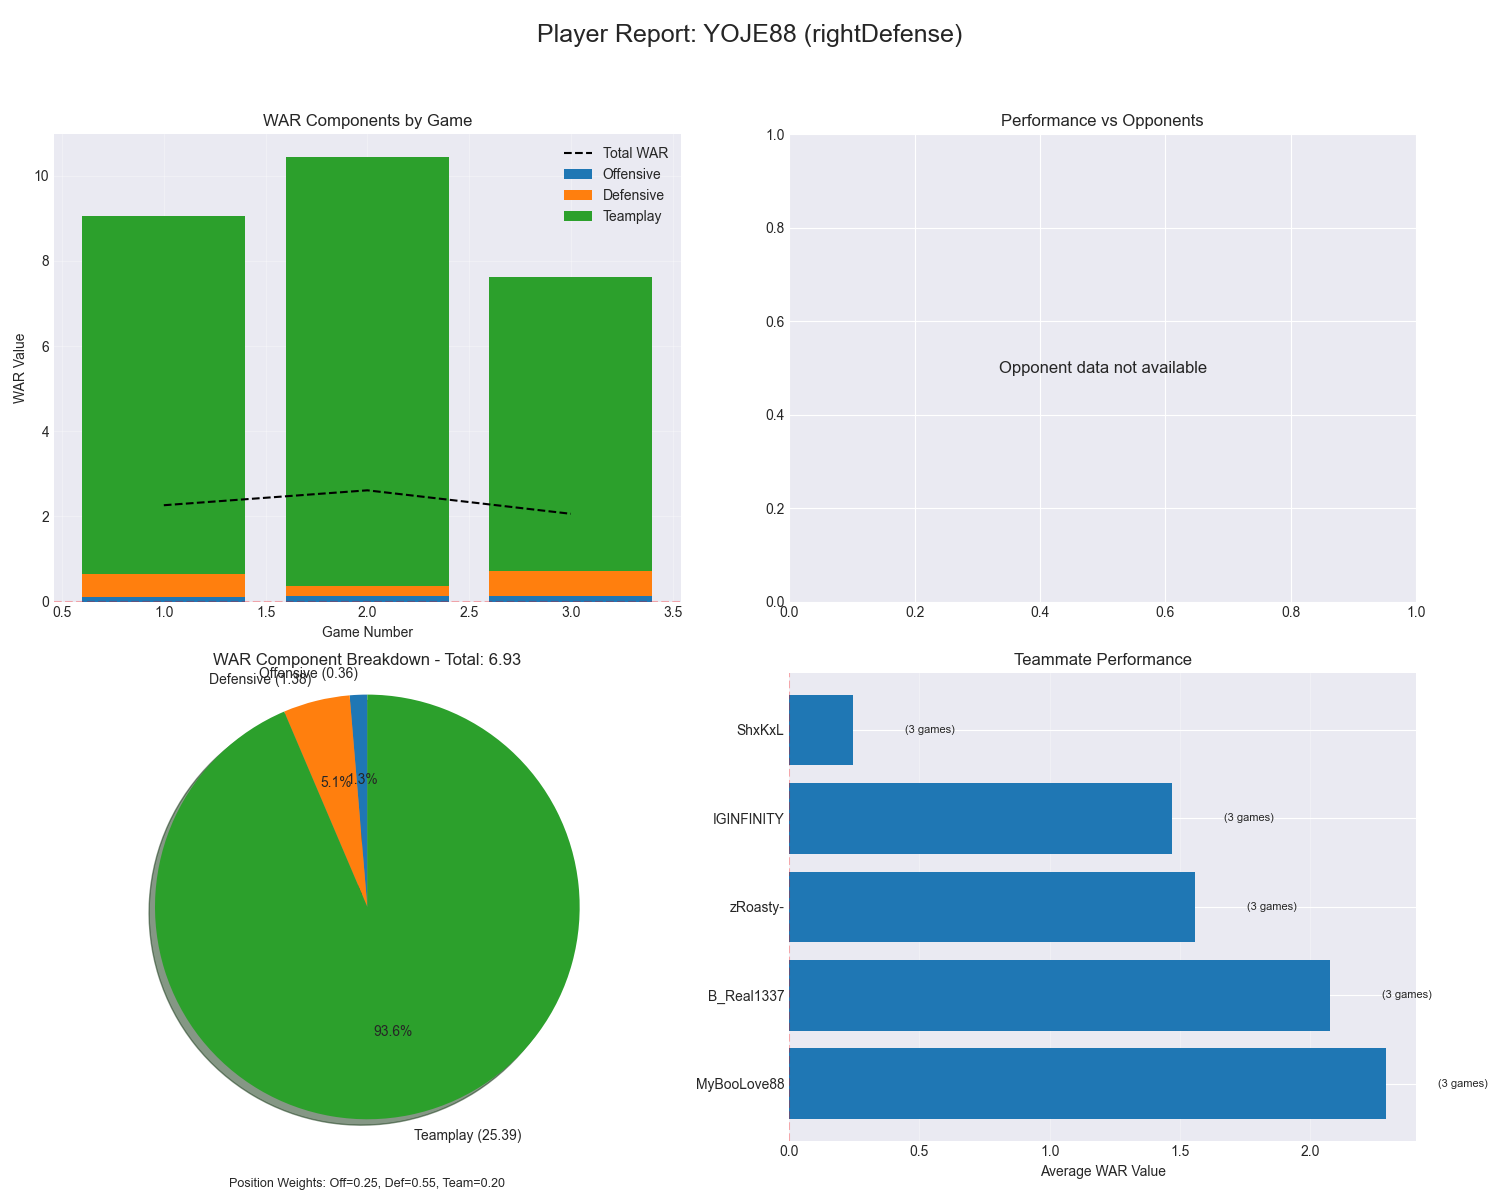 Player Report: YOJE88 (rightDefense)
WAR Components by Game
WAR Value
10
8
6
4
2
0
Total WAR
Offensive
Defensive
Teamplay
0.5 1.0 1.5 2.0 2.5 3.0 3.5
Game Number
Performance vs Opponents
1.0
0.8
0.6
0.4
0.2
0.0
Opponent data not available
0.0 0.2 0.4 0.6 0.8 1.0
WAR Component Breakdown - Total: 6.93
Offensive (0.36)
Defensive (1.38)
5.1%
1.3%
93.6%
Teamplay (25.39)
Position Weights: Off=0.25, Def=0.55, Team=0.20
Teammate Performance
ShxKxL (3 games)
IGINFINITY (3 games)
zRoasty- (3 games)
B_Real1337 (3 games)
MyBooLove88 (3 games)
0.0 0.5 1.0 1.5 2.0
Average WAR Value